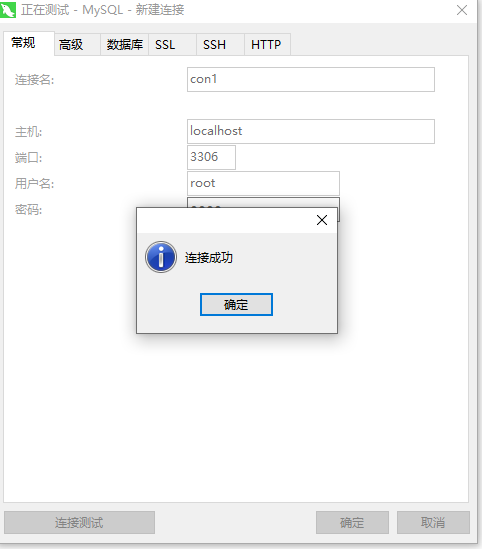 正在测试 - MySQL - 新建连接
常规 高级 数据库 SSL SSH HTTP
连接名: con1
主机: localhost
端口: 3306
用户名: root
密码:
连接成功
确定
连接测试 确定 取消